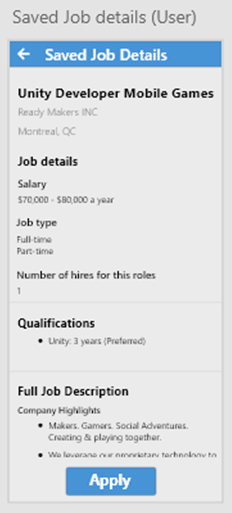 Saved Job details (User)
Saved Job Details
Unity Developer Mobile Games
Ready Makers INC
Montreal, QC
Job details
Salary
$70,000 - $80,000 a year
Job type
Full-time
Part-time
Number of hires for this roles
1
Qualifications
• Unity: 3 years (Preferred)
Full Job Description
Company Highlights
• Makers. Gamers. Social Adventures.
Creating & playing together.
• We leverage our proprietary technology to
Apply